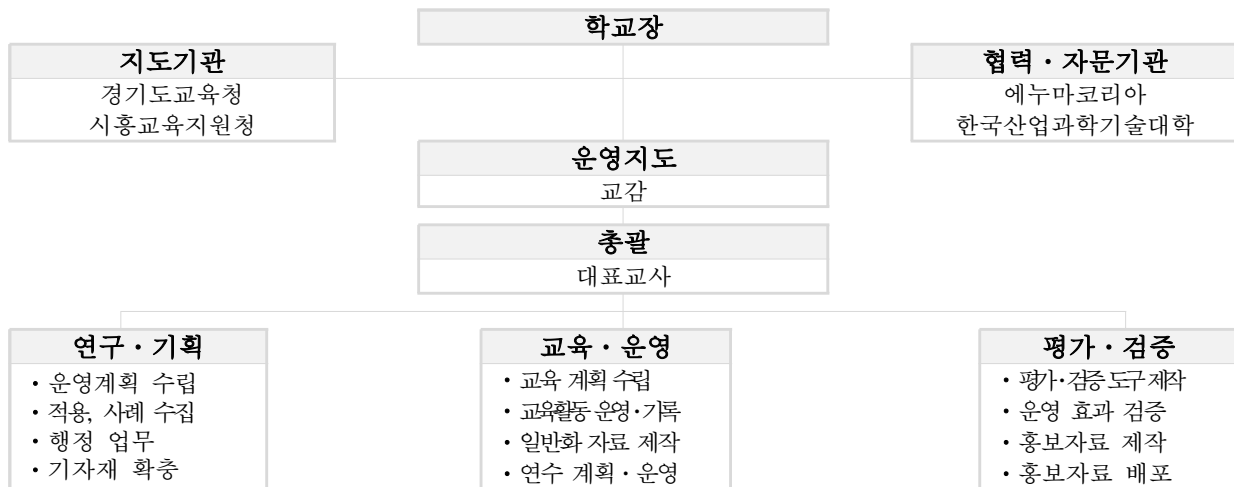 학교장
지도기관
경기도교육청
시흥교육지원청
협력・자문기관
에누마코리아
한국산업과학기술대학
운영지도
교감
총괄
대표교사
연구・기획
・운영계획 수립
・적용, 사례 수집
・행정 업무
・기자재 확충
교육・운영
・교육 계획 수립
・교육활동 운영・기록
・일반화 자료 제작
・연수 계획・운영
평가・검증
・평가・검증 도구 제작
・운영 효과 검증
・홍보자료 제작
・홍보자료 배포